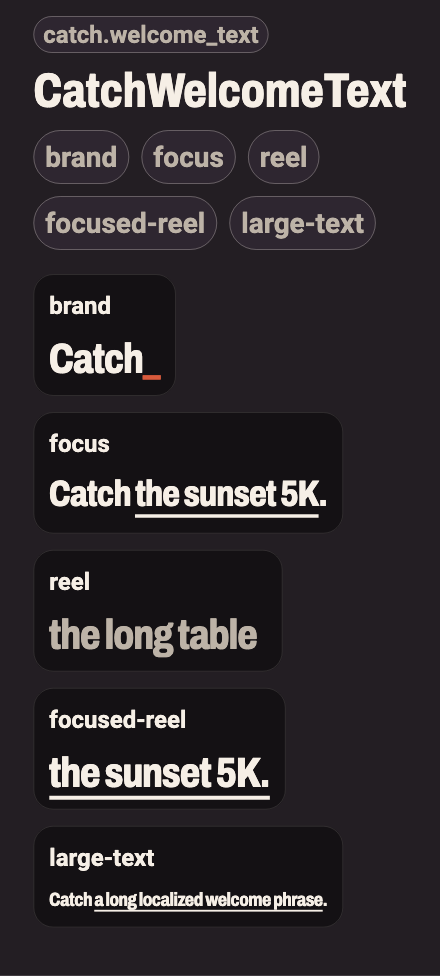 catch.welcome_text
CatchWelcomeText
brand focus reel
focused-reel large-text
brand
Catch_
focus
Catch the sunset 5K.
reel
the long table
focused-reel
the sunset 5K.
large-text
Catch a long localized welcome phrase.